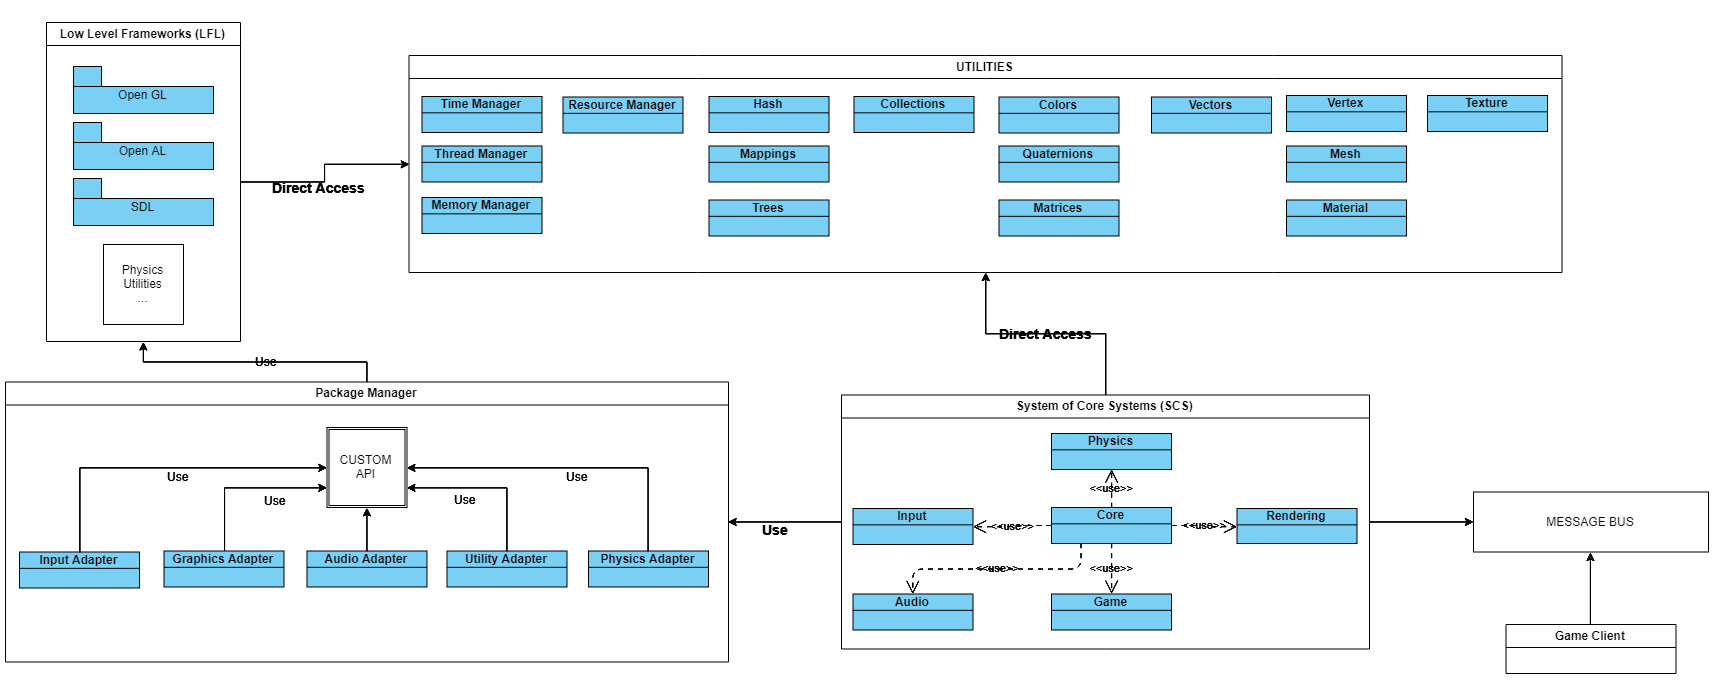 Low Level Frameworks (LFL)
Open GL
Open AL
SDL
Physics
Utilities
...
Direct Access
UTILITIES
Time Manager
Resource Manager
Hash
Collections
Colors
Vectors
Vertex
Texture
Thread Manager
Mappings
Quaternions
Mesh
Memory Manager
Trees
Matrices
Material
Direct Access
Use
Package Manager
CUSTOM
API
Use
Use
Use
Use
Input Adapter
Graphics Adapter
Audio Adapter
Utility Adapter
Physics Adapter
Use
System of Core Systems (SCS)
Physics
<<use>>
Input
<<use>>
Core
<<use>>
Rendering
<<use>>
<<use>>
Audio
Game
MESSAGE BUS
Game Client